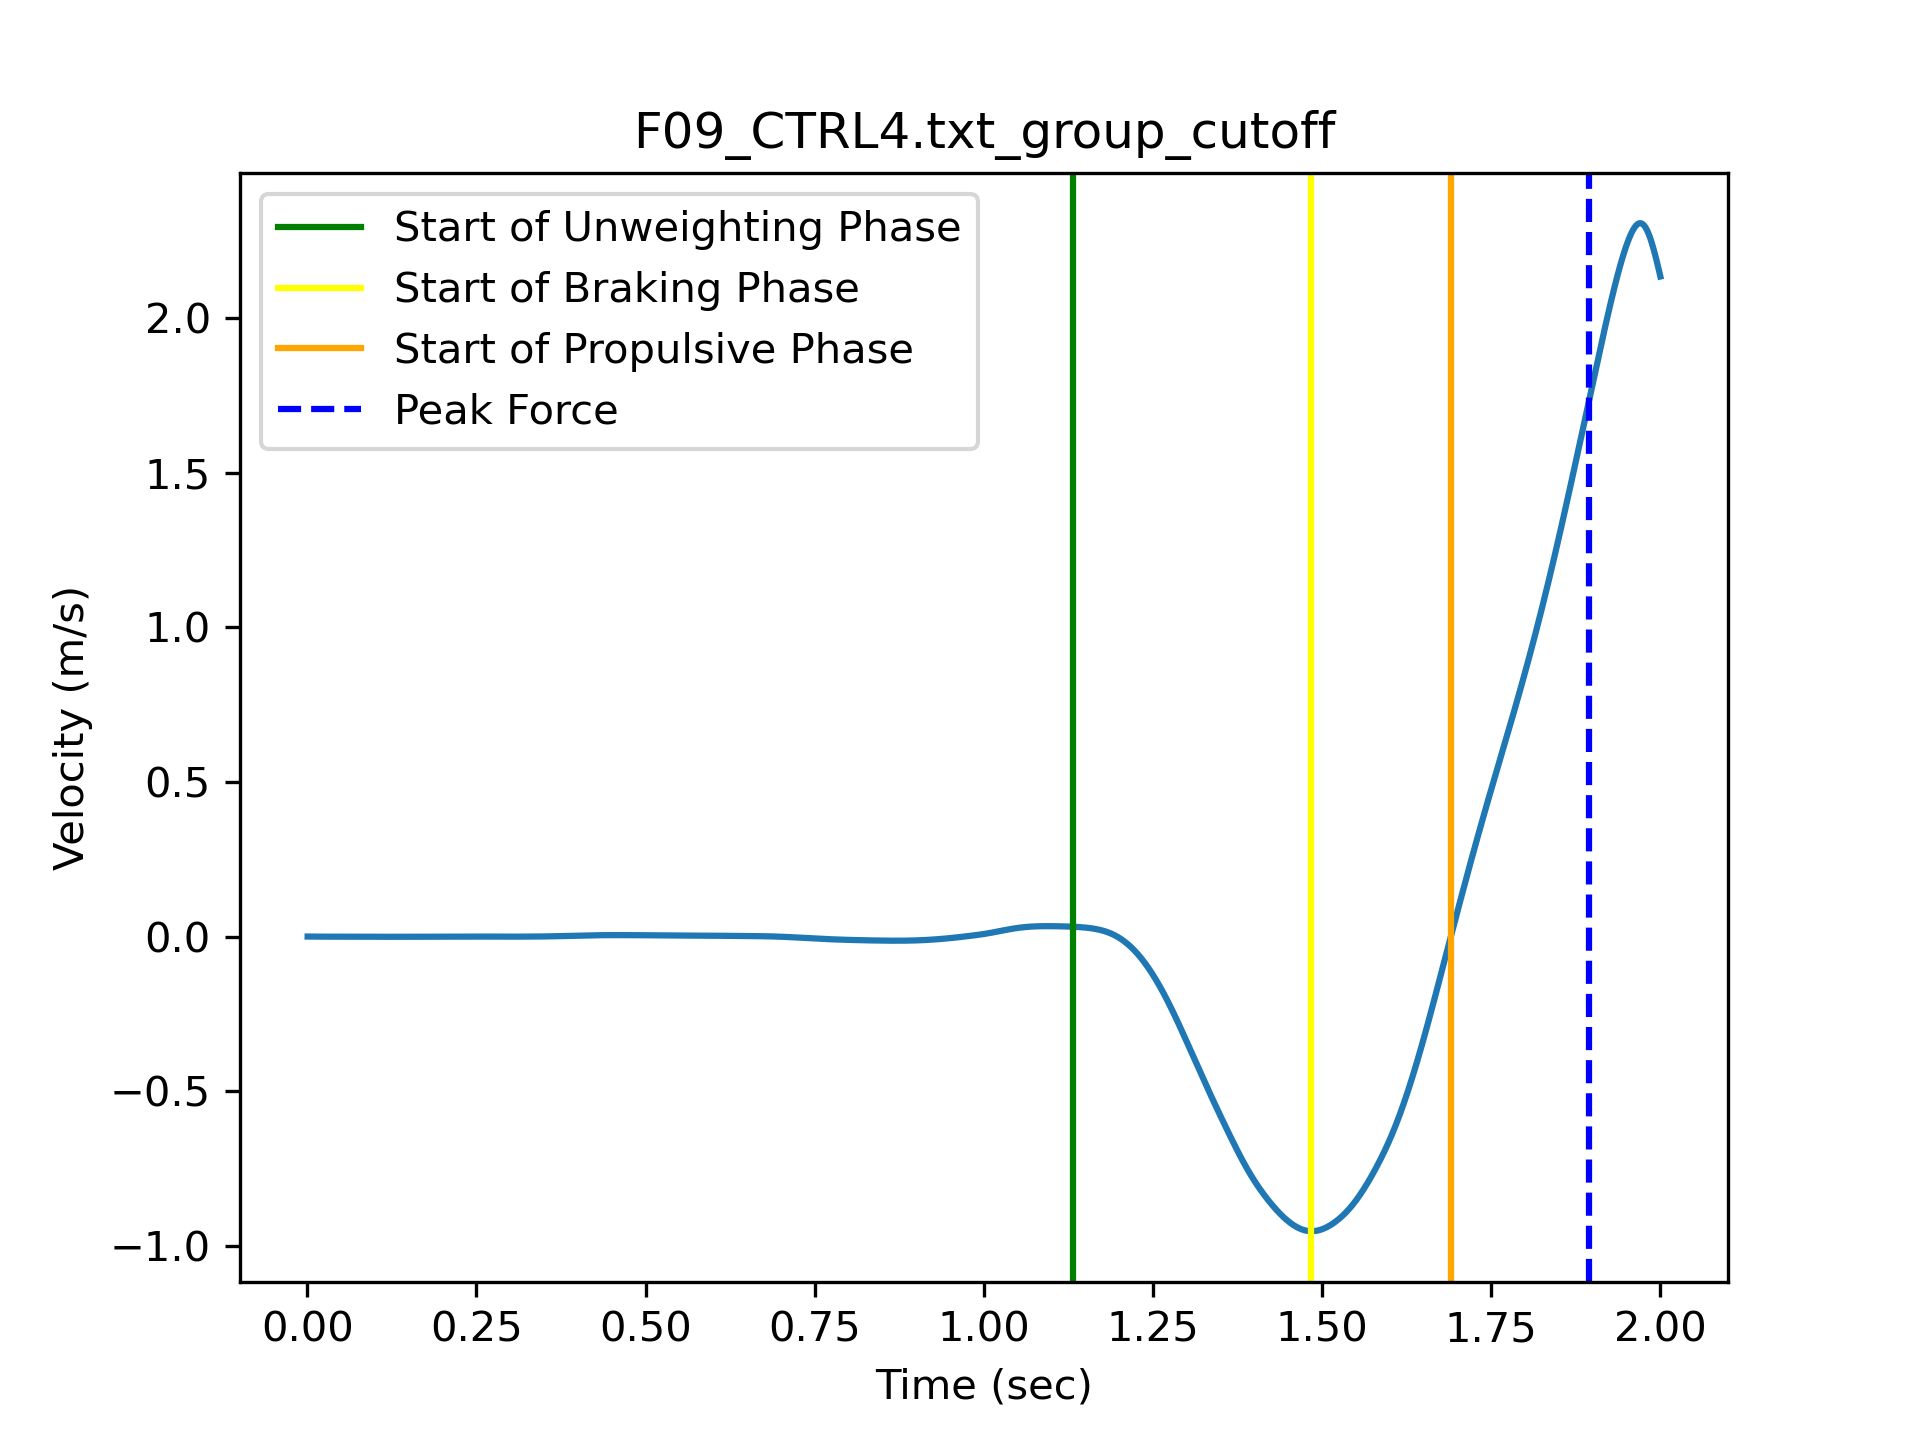 F09_CTRL4.txt_group_cutoff
Start of Unweighting Phase
Start of Braking Phase
Start of Propulsive Phase
Peak Force
2.0
1.5
1.0
0.5
0.0
−0.5
−1.0
Velocity (m/s)
0.00 0.25 0.50 0.75 1.00 1.25 1.50 1.75 2.00
Time (sec)